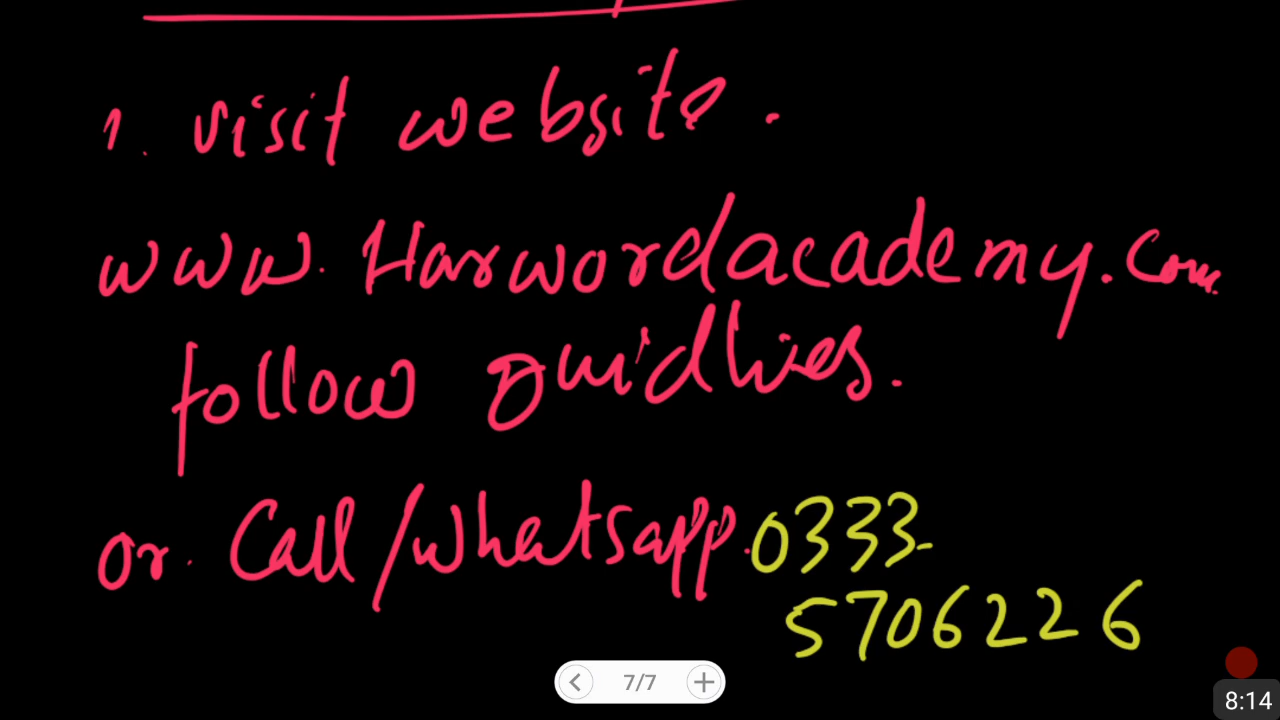 1. visit website.
www.Harwordacademy.com
follow guidlines.
or. Call/whatsapp.0333-
5706226
7/7
8:14